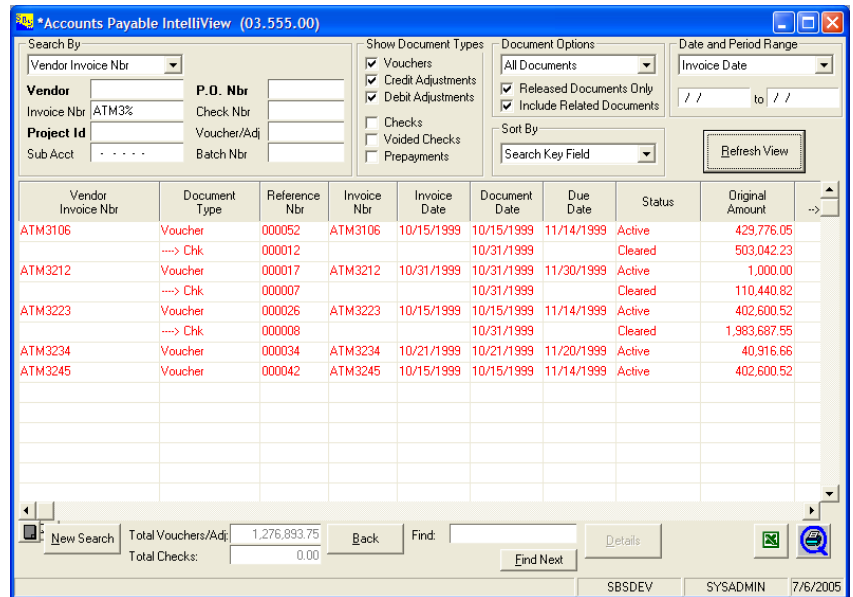 *Accounts Payable IntelliView (03.555.00)
Search By
Vendor Invoice Nbr
Vendor
P.O. Nbr
Invoice Nbr ATM3%
Check Nbr
Project Id
Voucher/Adj
Sub Acct - - - - -
Batch Nbr
Show Document Types
Vouchers
Credit Adjustments
Debit Adjustments
Checks
Voided Checks
Prepayments
Document Options
All Documents
Released Documents Only
Include Related Documents
Sort By
Search Key Field
Date and Period Range
Invoice Date
/ / to / /
Refresh View
Vendor Document Reference Invoice Invoice Document Due Status Original
Invoice Nbr Type Nbr Nbr Date Date Date Amount -->
ATM3106 Voucher 000052 ATM3106 10/15/1999 10/15/1999 11/14/1999 Active 429,776.05
----> Chk 000012 10/31/1999 Cleared 503,042.23
ATM3212 Voucher 000017 ATM3212 10/31/1999 10/31/1999 11/30/1999 Active 1,000.00
----> Chk 000007 10/31/1999 Cleared 110,440.82
ATM3223 Voucher 000026 ATM3223 10/15/1999 10/15/1999 11/14/1999 Active 402,600.52
----> Chk 000008 10/31/1999 Cleared 1,983,687.55
ATM3234 Voucher 000034 ATM3234 10/21/1999 10/21/1999 11/20/1999 Active 40,916.66
ATM3245 Voucher 000042 ATM3245 10/15/1999 10/15/1999 11/14/1999 Active 402,600.52
New Search Total Vouchers/Adj: 1,276,893.75 Back Find: Details
Total Checks: 0.00 Find Next
SBSDEV SYSADMIN 7/6/2005